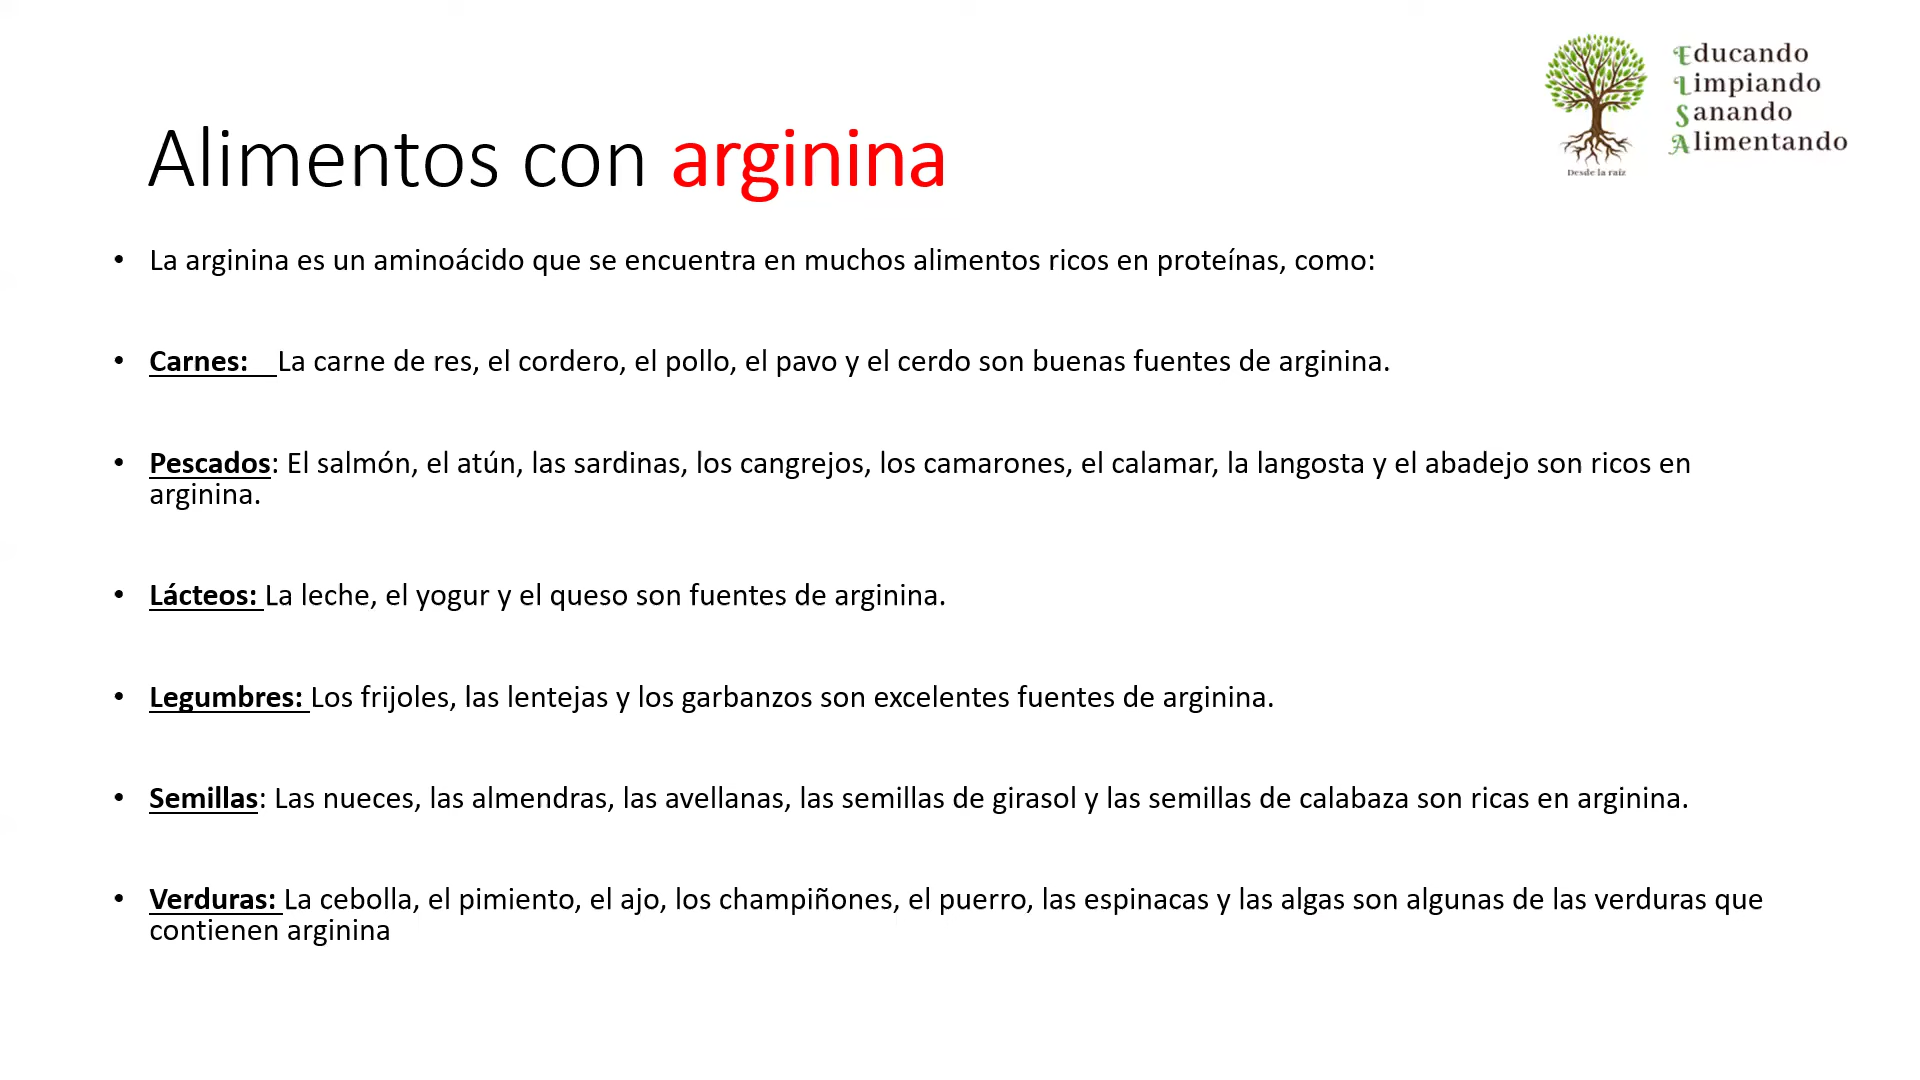 Educando
Limpiando
Sanando
Alimentando
Desde la raíz
Alimentos con arginina
• La arginina es un aminoácido que se encuentra en muchos alimentos ricos en proteínas, como:
• Carnes: La carne de res, el cordero, el pollo, el pavo y el cerdo son buenas fuentes de arginina.
• Pescados: El salmón, el atún, las sardinas, los cangrejos, los camarones, el calamar, la langosta y el abadejo son ricos en
arginina.
• Lácteos: La leche, el yogur y el queso son fuentes de arginina.
• Legumbres: Los frijoles, las lentejas y los garbanzos son excelentes fuentes de arginina.
• Semillas: Las nueces, las almendras, las avellanas, las semillas de girasol y las semillas de calabaza son ricas en arginina.
• Verduras: La cebolla, el pimiento, el ajo, los champiñones, el puerro, las espinacas y las algas son algunas de las verduras que
contienen arginina